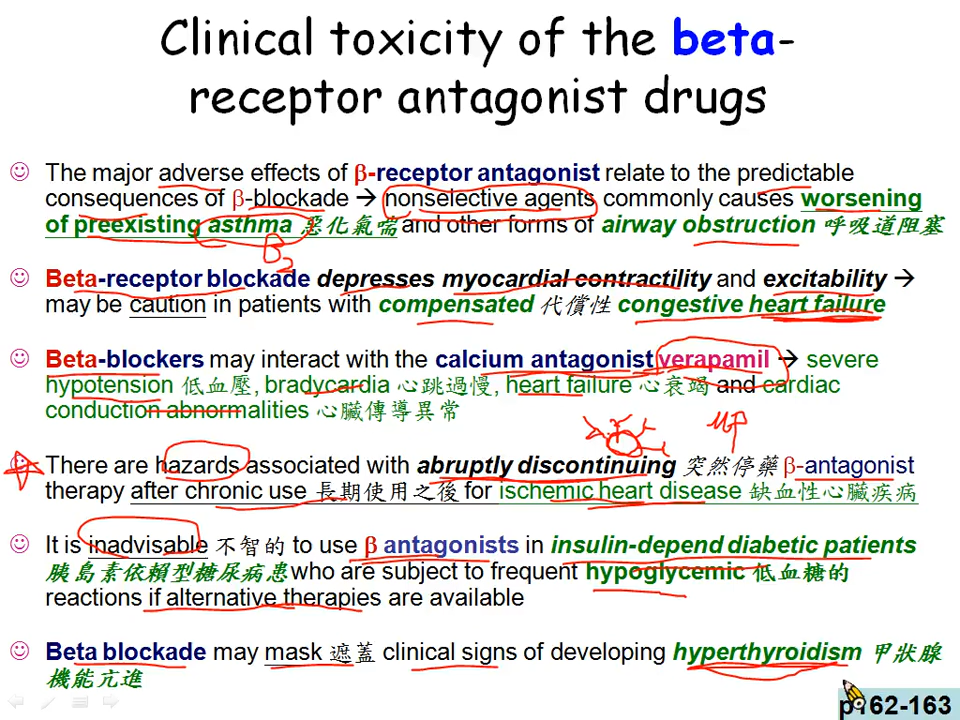 Clinical toxicity of the beta-
receptor antagonist drugs
The major adverse effects of β-receptor antagonist relate to the predictable
consequences of β-blockade → nonselective agents commonly causes worsening
of preexisting asthma 惡化氣喘 and other forms of airway obstruction 呼吸道阻塞
β2
Beta-receptor blockade depresses myocardial contractility and excitability →
may be caution in patients with compensated 代償性 congestive heart failure
Beta-blockers may interact with the calcium antagonist verapamil → severe
hypotension 低血壓, bradycardia 心跳過慢, heart failure 心衰竭 and cardiac
conduction abnormalities 心臟傳導異常
There are hazards associated with abruptly discontinuing 突然停藥 β-antagonist
therapy after chronic use 長期使用之後 for ischemic heart disease 缺血性心臟疾病
It is inadvisable 不智的 to use β antagonists in insulin-depend diabetic patients
胰島素依賴型糖尿病患 who are subject to frequent hypoglycemic 低血糖的
reactions if alternative therapies are available
Beta blockade may mask 遮蓋 clinical signs of developing hyperthyroidism 甲狀腺
機能亢進
p162-163